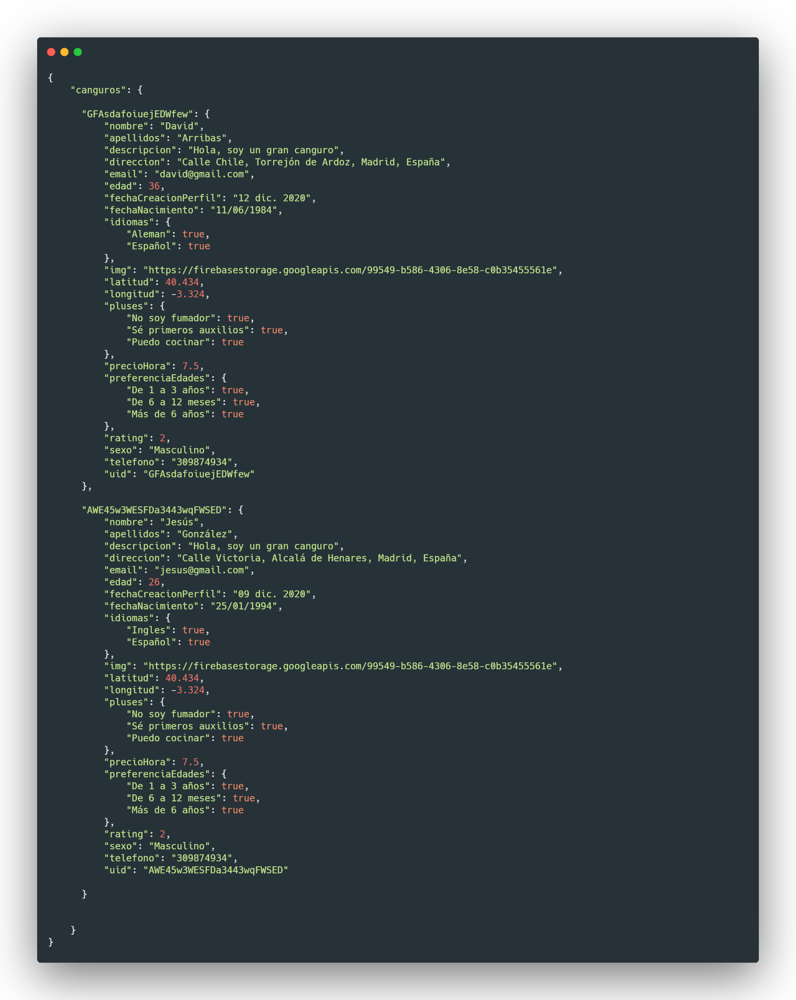 {
    "canguros": {

      "GFAsdafoiuejEDWfew": {
          "nombre": "David",
          "apellidos": "Arribas",
          "descripcion": "Hola, soy un gran canguro",
          "direccion": "Calle Chile, Torrejón de Ardoz, Madrid, España",
          "email": "david@gmail.com",
          "edad": 36,
          "fechaCreacionPerfil": "12 dic. 2020",
          "fechaNacimiento": "11/06/1984",
          "idiomas": {
              "Aleman": true,
              "Español": true
          },
          "img": "https://firebasestorage.googleapis.com/99549-b586-4306-8e58-c0b35455561e",
          "latitud": 40.434,
          "longitud": -3.324,
          "pluses": {
              "No soy fumador": true,
              "Sé primeros auxilios": true,
              "Puedo cocinar": true
          },
          "precioHora": 7.5,
          "preferenciaEdades": {
              "De 1 a 3 años": true,
              "De 6 a 12 meses": true,
              "Más de 6 años": true
          },
          "rating": 2,
          "sexo": "Masculino",
          "telefono": "309874934",
          "uid": "GFAsdafoiuejEDWfew"
      },

      "AWE45w3WESFDa3443wqFWSED": {
          "nombre": "Jesús",
          "apellidos": "González",
          "descripcion": "Hola, soy un gran canguro",
          "direccion": "Calle Victoria, Alcalá de Henares, Madrid, España",
          "email": "jesus@gmail.com",
          "edad": 26,
          "fechaCreacionPerfil": "09 dic. 2020",
          "fechaNacimiento": "25/01/1994",
          "idiomas": {
              "Ingles": true,
              "Español": true
          },
          "img": "https://firebasestorage.googleapis.com/99549-b586-4306-8e58-c0b35455561e",
          "latitud": 40.434,
          "longitud": -3.324,
          "pluses": {
              "No soy fumador": true,
              "Sé primeros auxilios": true,
              "Puedo cocinar": true
          },
          "precioHora": 7.5,
          "preferenciaEdades": {
              "De 1 a 3 años": true,
              "De 6 a 12 meses": true,
              "Más de 6 años": true
          },
          "rating": 2,
          "sexo": "Masculino",
          "telefono": "309874934",
          "uid": "AWE45w3WESFDa3443wqFWSED"

      }


    }
}